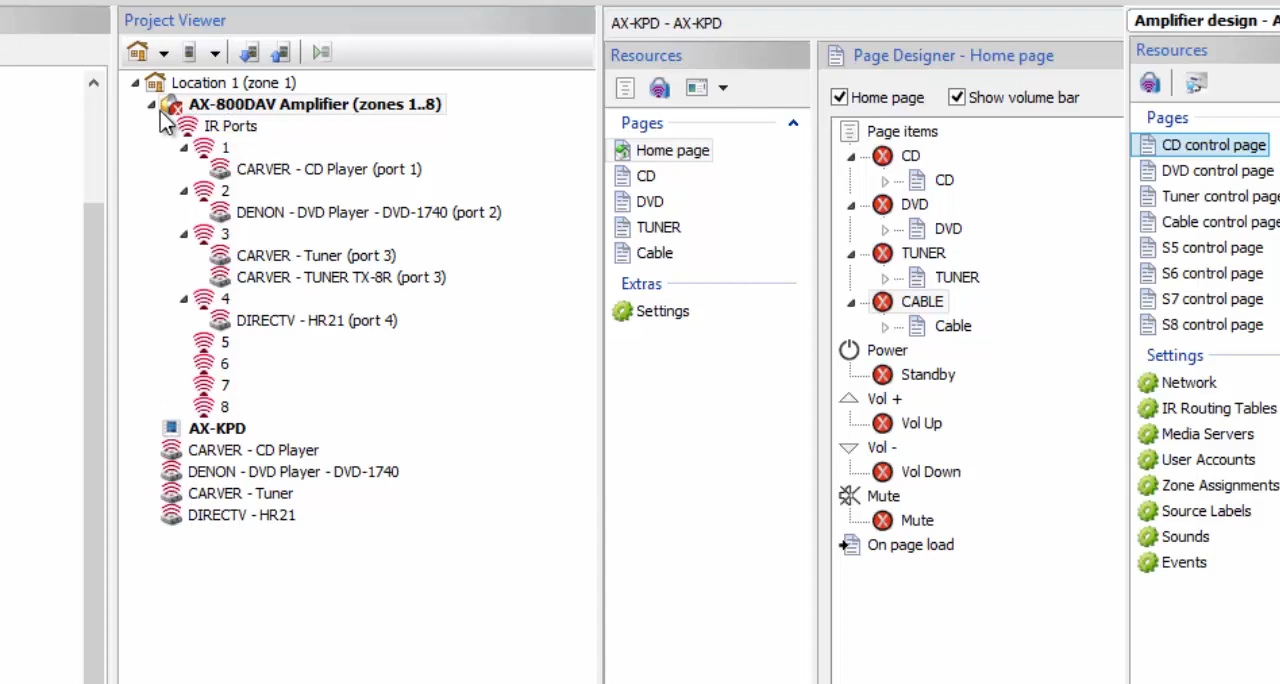 Project Viewer
Location 1 (zone 1)
AX-800DAV Amplifier (zones 1..8)
IR Ports
1
CARVER - CD Player (port 1)
2
DENON - DVD Player - DVD-1740 (port 2)
3
CARVER - Tuner (port 3)
CARVER - TUNER TX-8R (port 3)
4
DIRECTV - HR21 (port 4)
5
6
7
8
AX-KPD
CARVER - CD Player
DENON - DVD Player - DVD-1740
CARVER - Tuner
DIRECTV - HR21
AX-KPD - AX-KPD
Resources
Pages
Home page
CD
DVD
TUNER
Cable
Extras
Settings
Page Designer - Home page
Home page
Show volume bar
Page items
CD
CD
DVD
DVD
TUNER
TUNER
CABLE
Cable
Power
Standby
Vol +
Vol Up
Vol -
Vol Down
Mute
Mute
On page load
Amplifier design - A
Resources
Pages
CD control page
DVD control page
Tuner control page
Cable control page
S5 control page
S6 control page
S7 control page
S8 control page
Settings
Network
IR Routing Tables
Media Servers
User Accounts
Zone Assignments
Source Labels
Sounds
Events